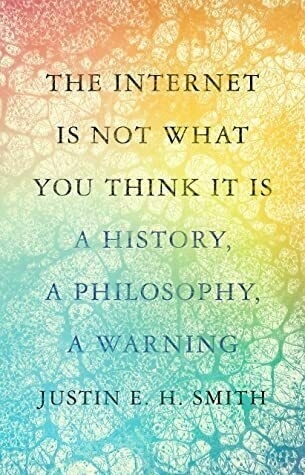 THE INTERNET
IS NOT WHAT
YOU THINK IT IS
A HISTORY,
A PHILOSOPHY,
A WARNING
JUSTIN E. H. SMITH